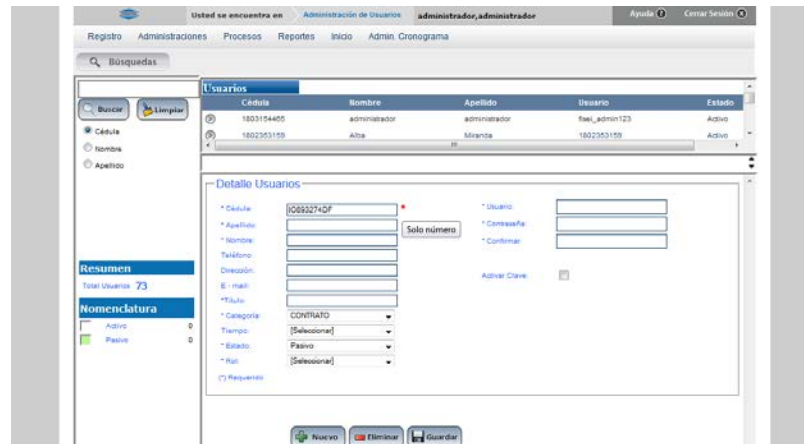 Usted se encuentra en Administración de Usuarios administrador,administrador Ayuda Cerrar Sesión
Registro Administraciones Procesos Reportes Inicio Admin. Cronograma
Búsquedas
Usuarios
Cédula Nombre Apellido Usuario Estado
1803154465 administrador administrador fisei_admin123 Activo
1802353159 Alba Miranda 1802353159 Activo
Buscar Limpiar
Cédula
Nombre
Apellido
Resumen
Total Usuarios 73
Nomenclatura
Activo 0
Pasivo 0
Detalle Usuarios
* Cédula: IO893274DF *
* Apellido:
Solo número
* Nombre:
Teléfono:
Dirección:
E - mail:
*Título:
* Categoría: CONTRATO
Tiempo: [Seleccionar]
* Estado: Pasivo
* Rol: [Seleccionar]
(*) Requerido
* Usuario:
* Contraseña:
* Confirmar:
Activar Clave:
Nuevo Eliminar Guardar